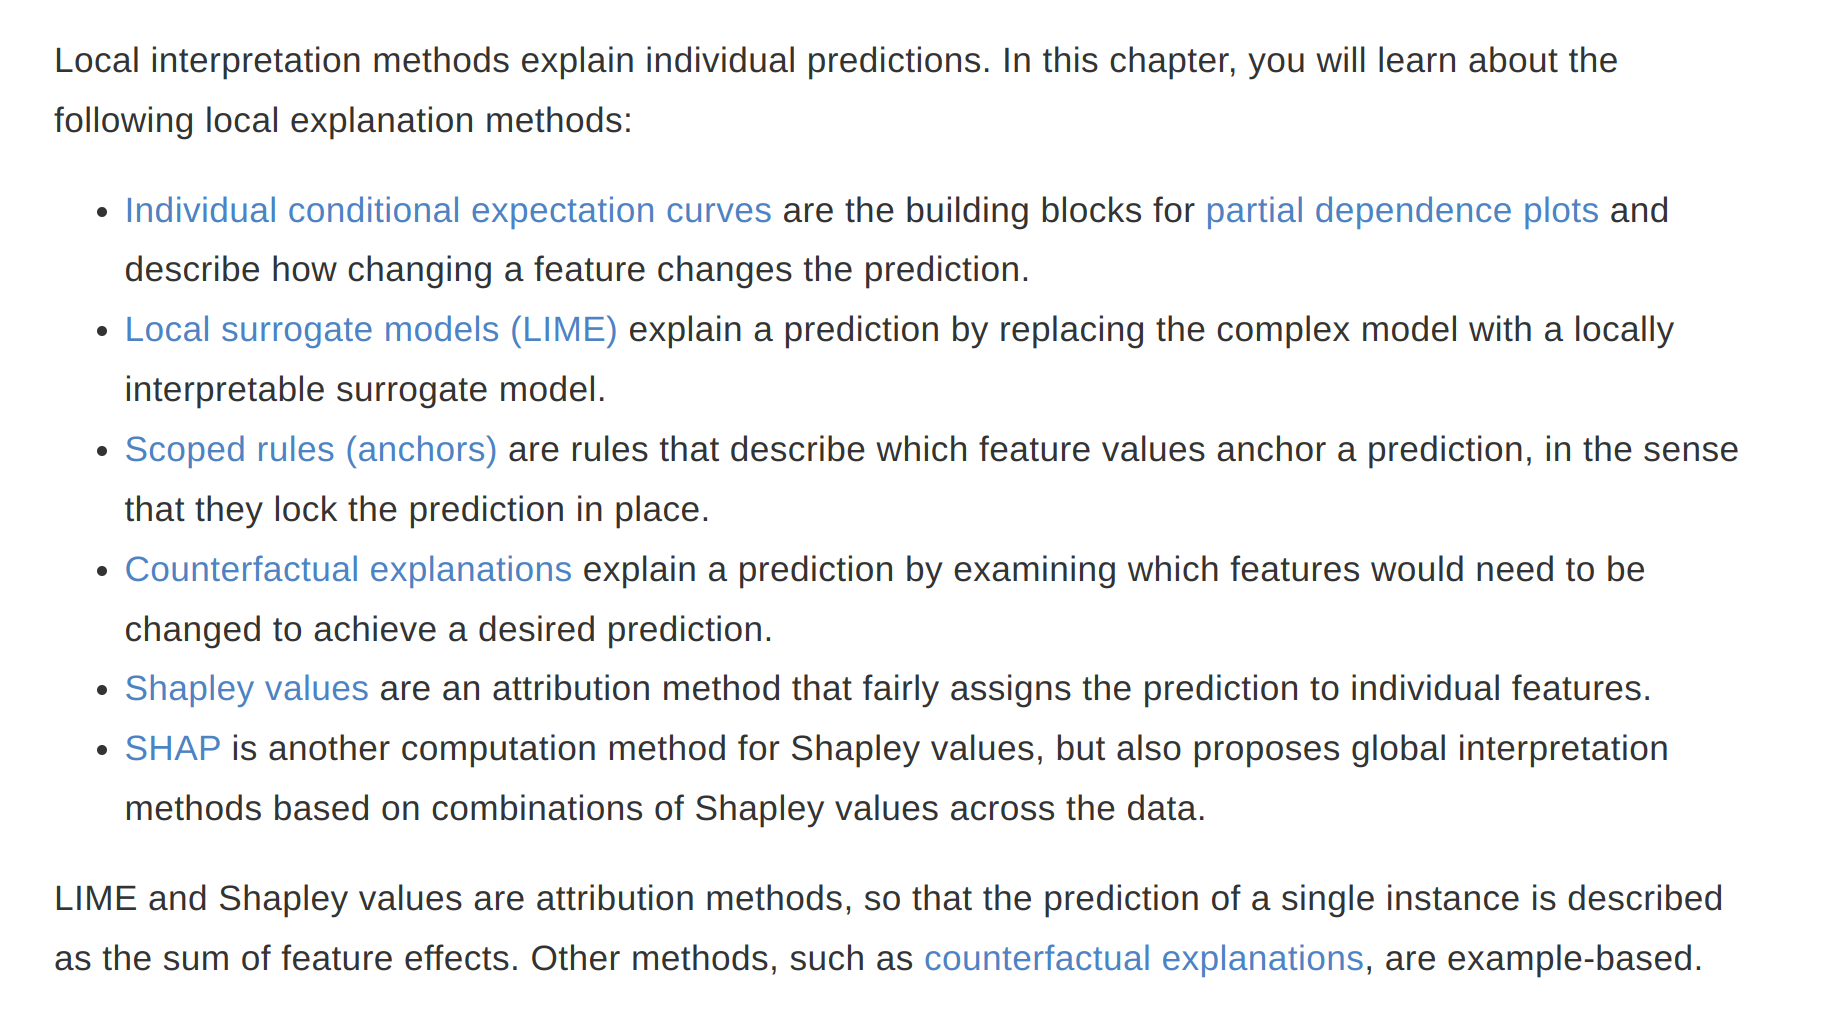 Local interpretation methods explain individual predictions. In this chapter, you will learn about the
following local explanation methods:
• Individual conditional expectation curves are the building blocks for partial dependence plots and
describe how changing a feature changes the prediction.
• Local surrogate models (LIME) explain a prediction by replacing the complex model with a locally
interpretable surrogate model.
• Scoped rules (anchors) are rules that describe which feature values anchor a prediction, in the sense
that they lock the prediction in place.
• Counterfactual explanations explain a prediction by examining which features would need to be
changed to achieve a desired prediction.
• Shapley values are an attribution method that fairly assigns the prediction to individual features.
• SHAP is another computation method for Shapley values, but also proposes global interpretation
methods based on combinations of Shapley values across the data.
LIME and Shapley values are attribution methods, so that the prediction of a single instance is described
as the sum of feature effects. Other methods, such as counterfactual explanations, are example-based.